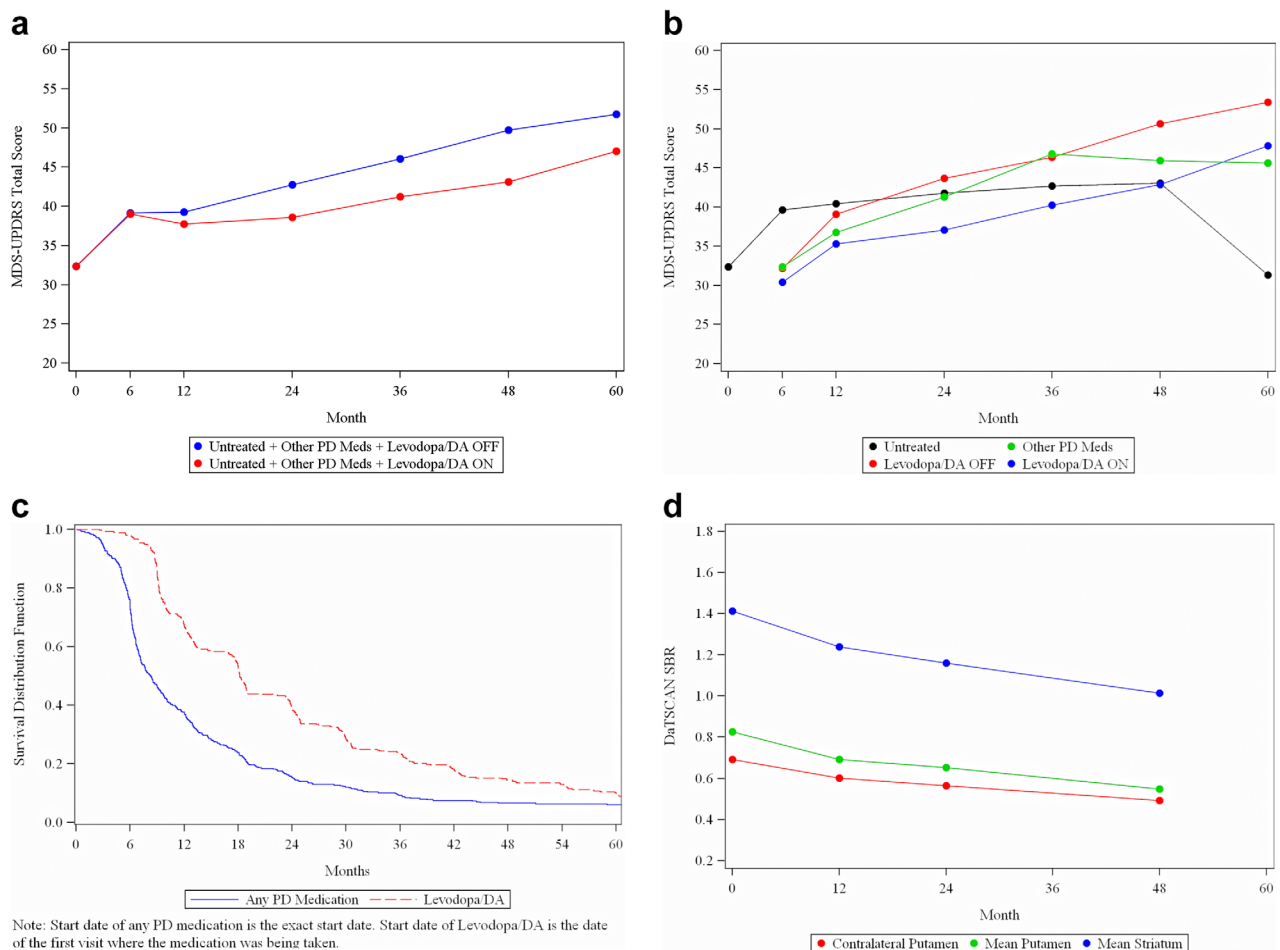 a
60
55
50
45
40
35
30
25
20
MDS-UPDRS Total Score
0 6 12 24 36 48 60
Month
Untreated + Other PD Meds + Levodopa/DA OFF
Untreated + Other PD Meds + Levodopa/DA ON
b
60
55
50
45
40
35
30
25
20
MDS-UPDRS Total Score
0 6 12 24 36 48 60
Month
Untreated Other PD Meds
Levodopa/DA OFF Levodopa/DA ON
c
1.0
0.8
0.6
0.4
0.2
0.0
Survival Distribution Function
0 6 12 18 24 30 36 42 48 54 60
Months
Any PD Medication Levodopa/DA
Note: Start date of any PD medication is the exact start date. Start date of Levodopa/DA is the date
of the first visit where the medication was being taken.
d
1.8
1.6
1.4
1.2
1.0
0.8
0.6
0.4
0.2
DaTSCAN SBR
0 12 24 36 48 60
Month
Contralateral Putamen Mean Putamen Mean Striatum